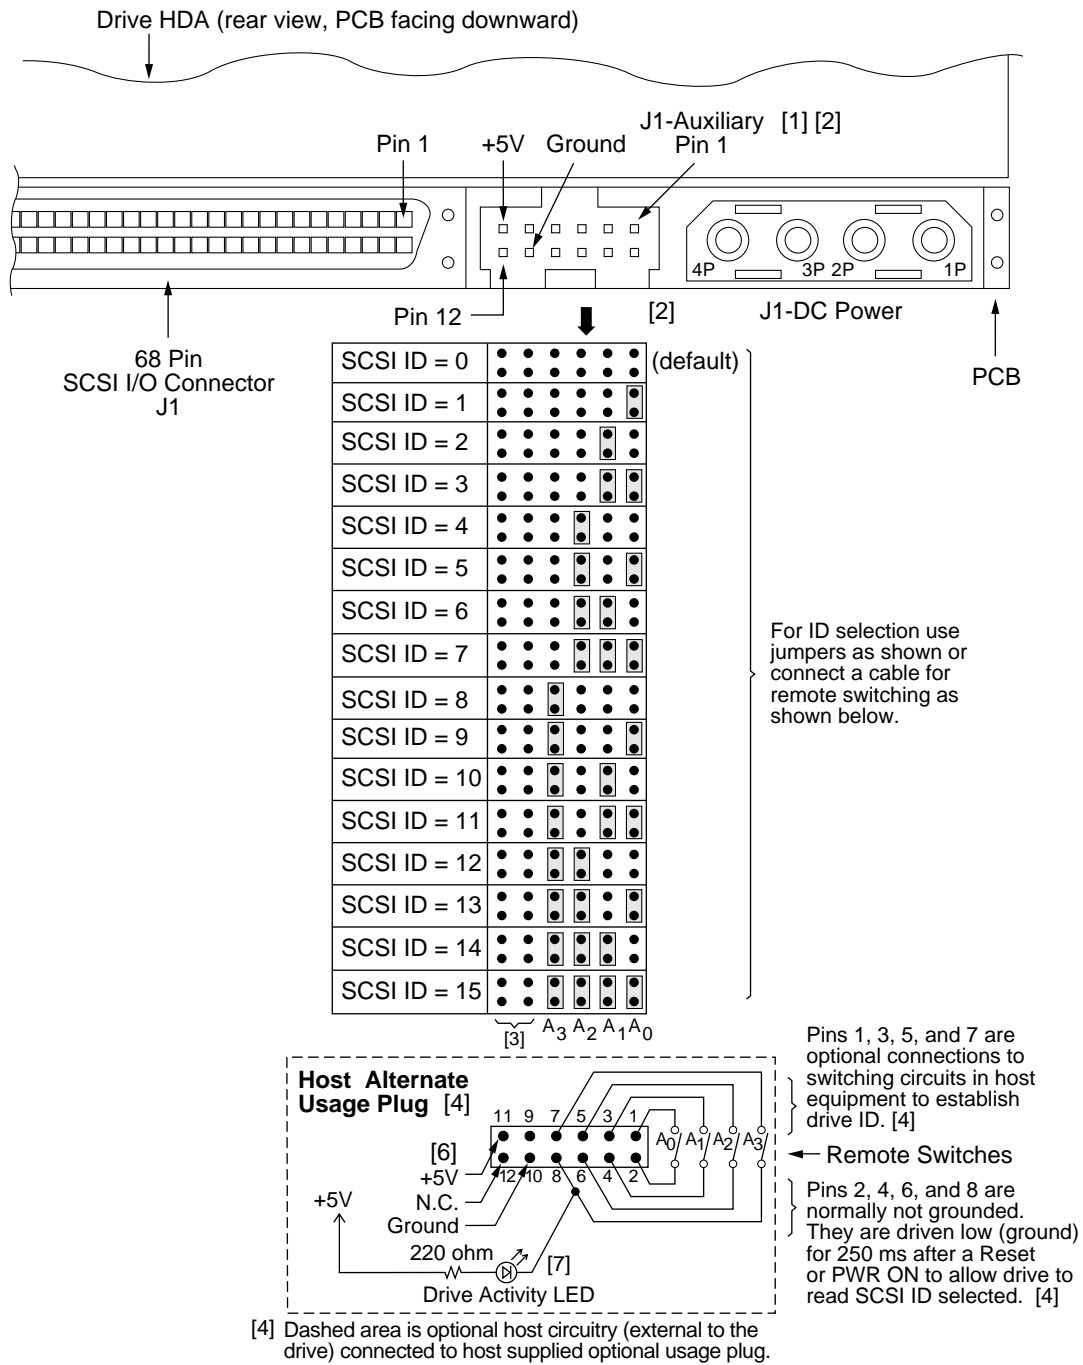 Drive HDA (rear view, PCB facing downward)
J1-Auxiliary [1] [2]
Pin 1
+5V
Ground
Pin 1
4P
3P
2P
1P
Pin 12
[2]
J1-DC Power
68 Pin
SCSI I/O Connector
J1
PCB
SCSI ID = 0
(default)
SCSI ID = 1
SCSI ID = 2
SCSI ID = 3
SCSI ID = 4
SCSI ID = 5
SCSI ID = 6
SCSI ID = 7
SCSI ID = 8
SCSI ID = 9
SCSI ID = 10
SCSI ID = 11
SCSI ID = 12
SCSI ID = 13
SCSI ID = 14
SCSI ID = 15
For ID selection use
jumpers as shown or
connect a cable for
remote switching as
shown below.
[3] A3 A2 A1 A0
Host Alternate
Usage Plug [4]
11 9 7 5 3 1
A0 A1 A2 A3
[6]
+5V
12 10 8 6 4 2
N.C.
Ground
+5V
220 ohm
[7]
Drive Activity LED
Pins 1, 3, 5, and 7 are
optional connections to
switching circuits in host
equipment to establish
drive ID. [4]
Remote Switches
Pins 2, 4, 6, and 8 are
normally not grounded.
They are driven low (ground)
for 250 ms after a Reset
or PWR ON to allow drive to
read SCSI ID selected. [4]
[4] Dashed area is optional host circuitry (external to the
drive) connected to host supplied optional usage plug.